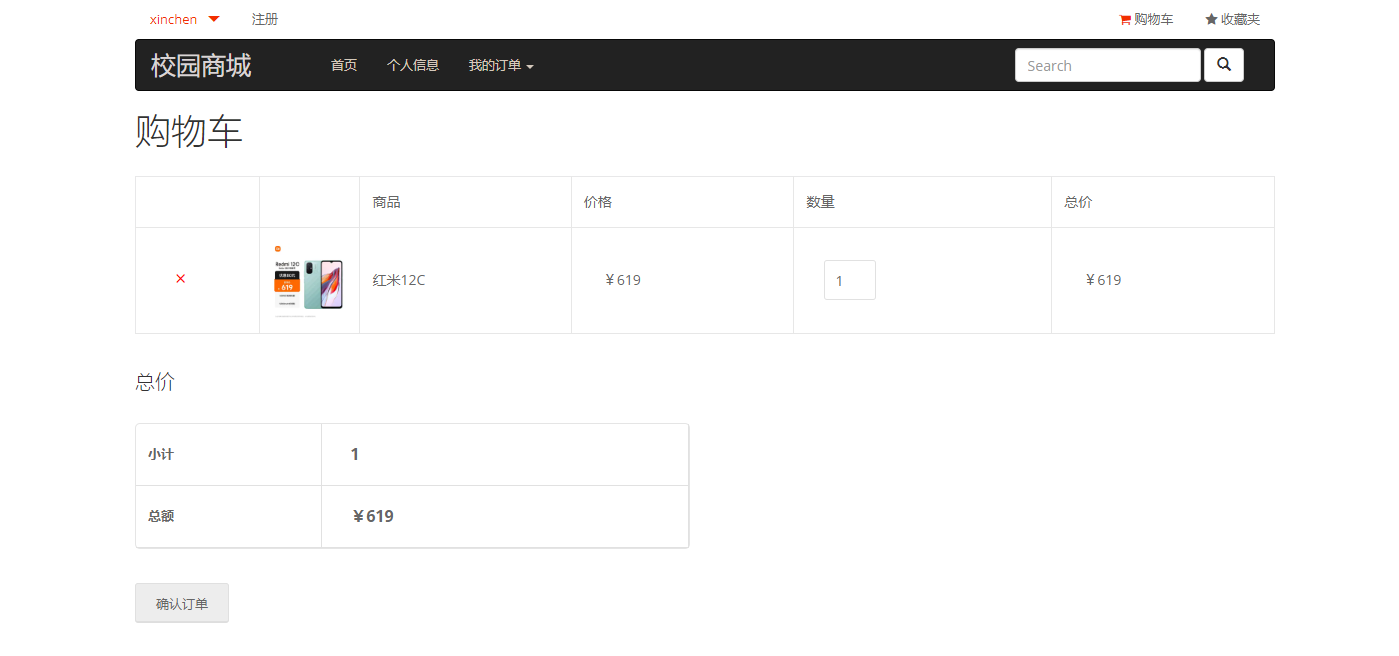 xinchen 注册 购物车 收藏夹
校园商城 首页 个人信息 我的订单 Search
购物车
商品 价格 数量 总价
Redmi 12C
619
红米12C ￥619 1 ￥619
总价
小计 1
总额 ￥619
确认订单